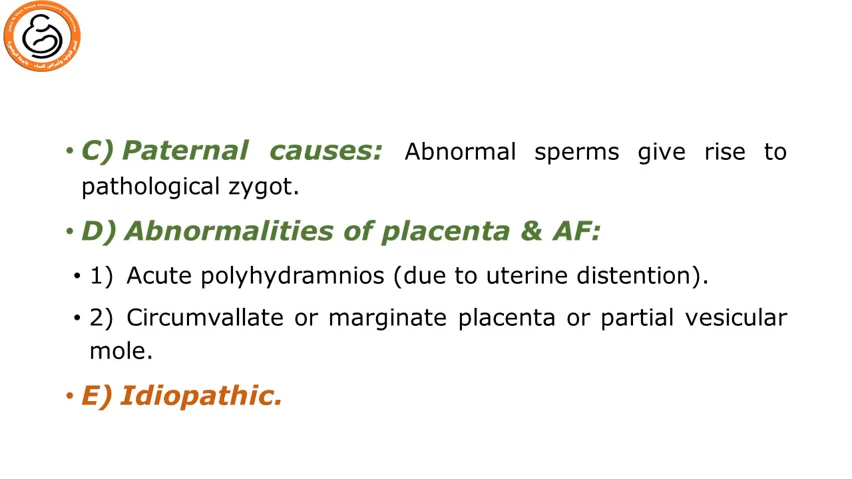 • C) Paternal causes: Abnormal sperms give rise to
pathological zygot.
• D) Abnormalities of placenta & AF:
• 1) Acute polyhydramnios (due to uterine distention).
• 2) Circumvallate or marginate placenta or partial vesicular
mole.
• E) Idiopathic.